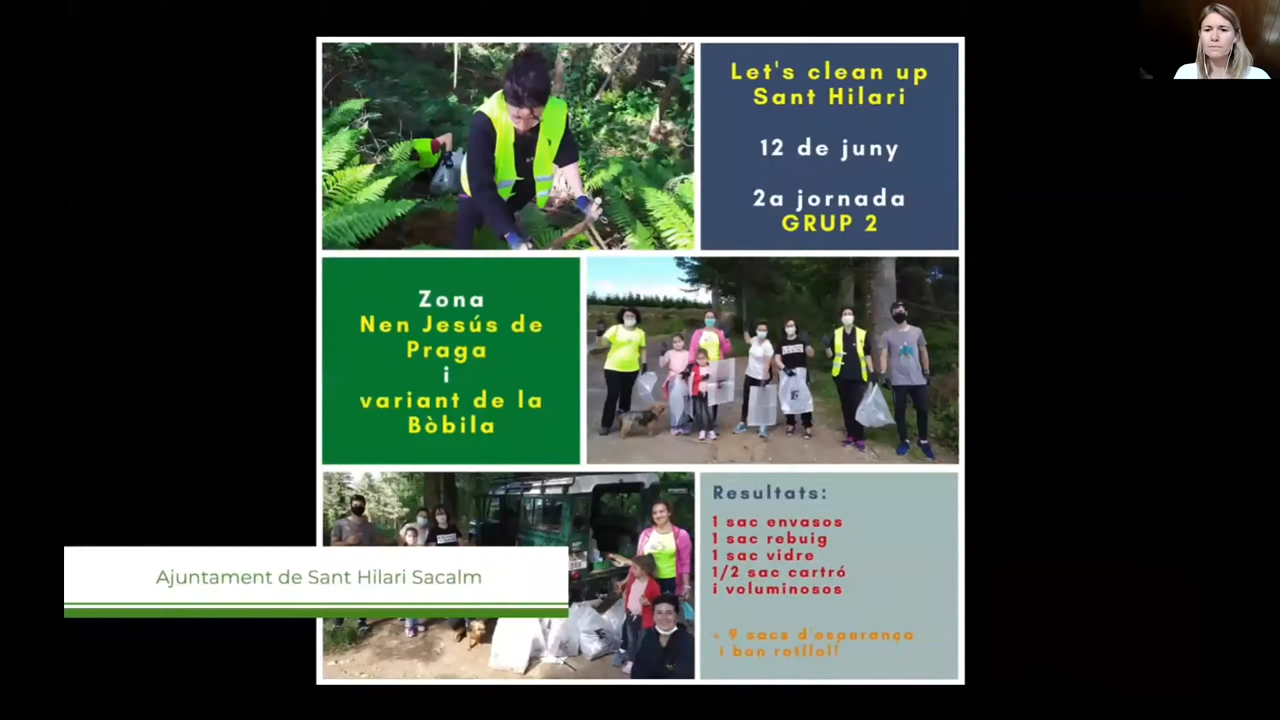 Let's clean up
Sant Hilari
12 de juny
2a jornada
GRUP 2
Zona
Nen Jesús de
Praga
i
variant de la
Bòbila
Resultats:
1 sac envasos
1 sac rebuig
1 sac vidre
1/2 sac cartró
i voluminosos
+ 9 sacs d'esperança
i bon rotllo!
Ajuntament de Sant Hilari Sacalm